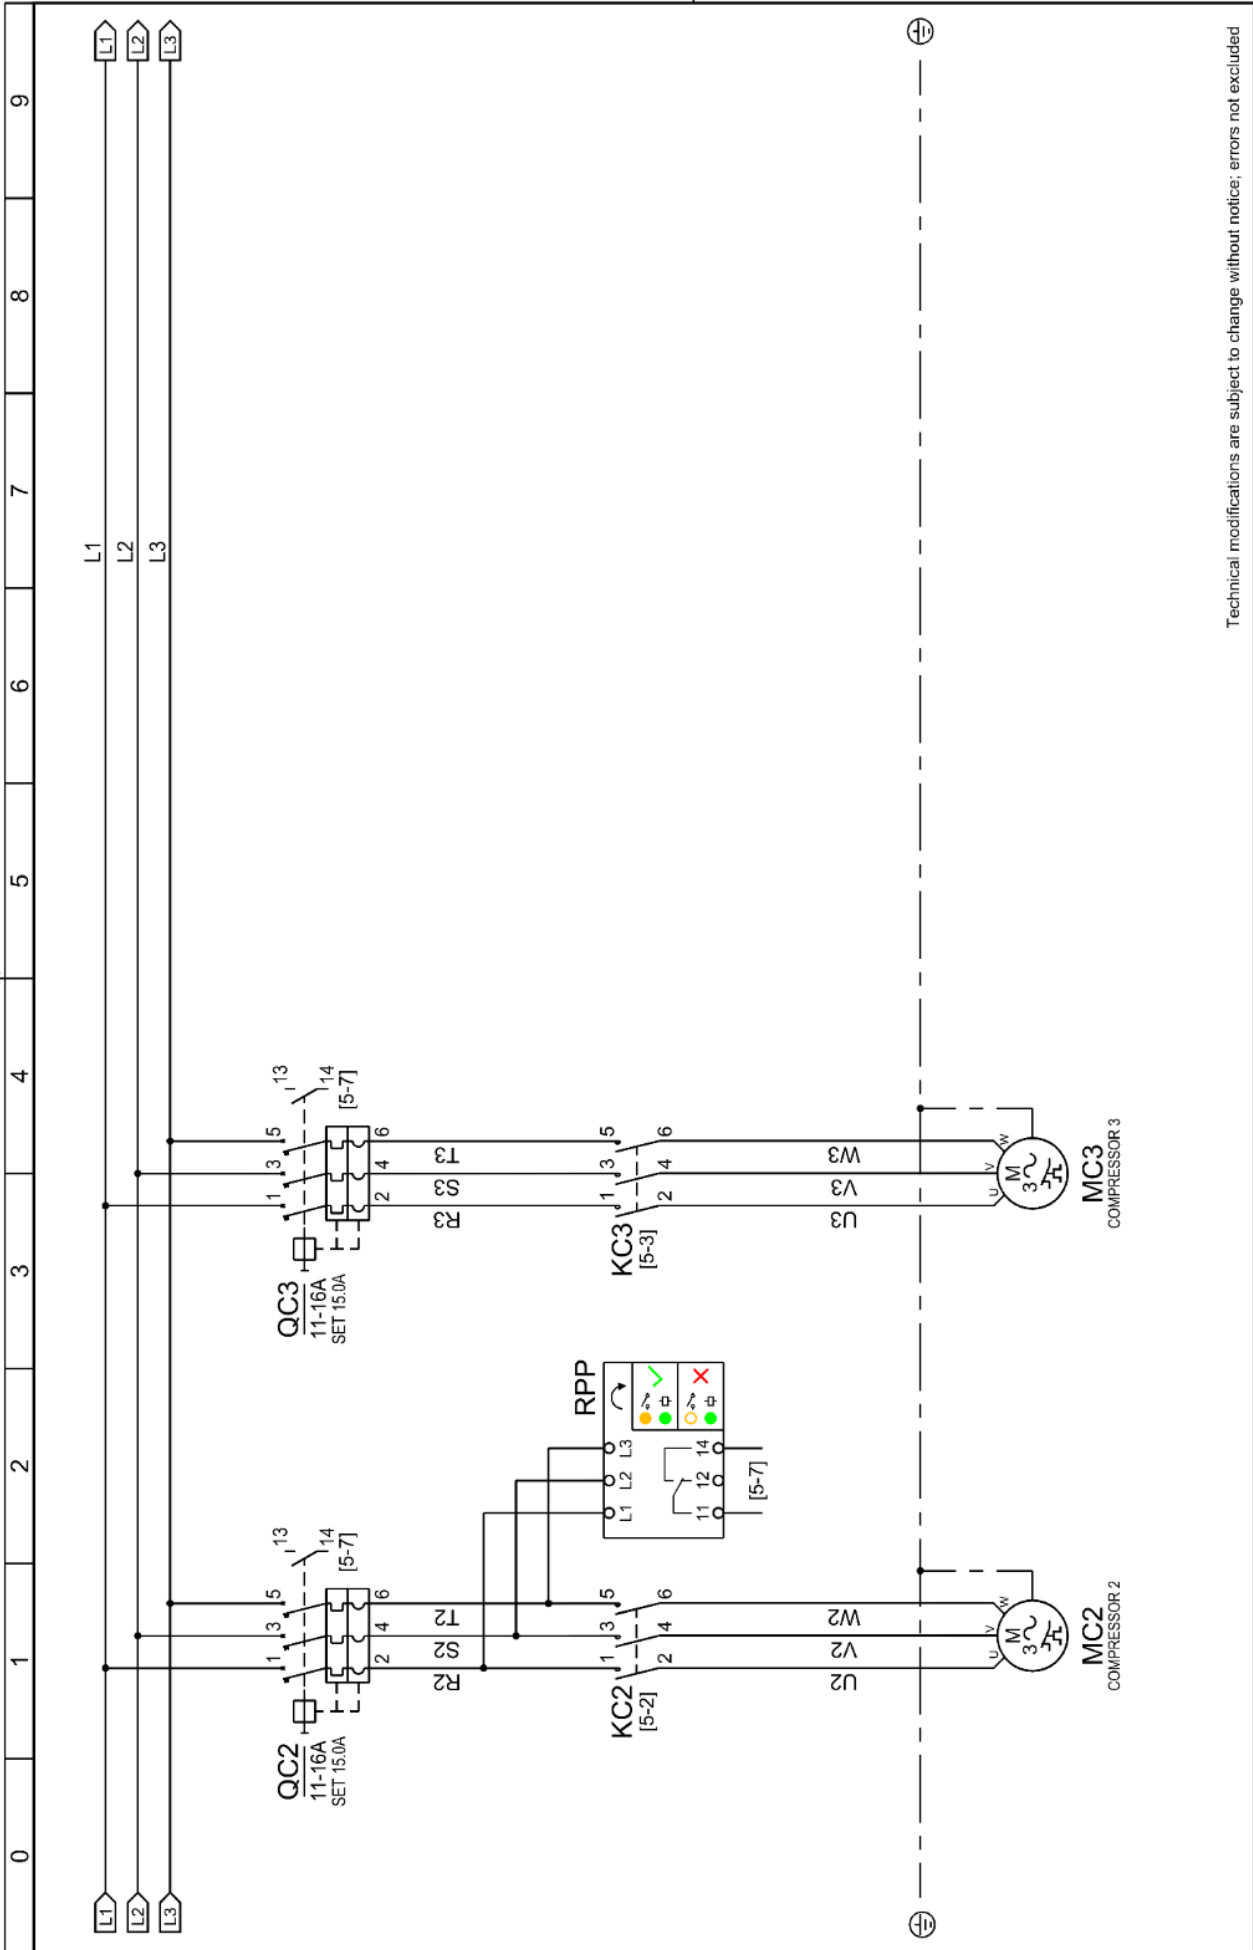 0 1 2 3 4 5 6 7 8 9
L1 L1 L1
L2 L2 L2
L3 L3 L3
QC2
11-16A
SET 15.0A
1 3 5
13
14
[5-7]
2 4 6
R2 S2 T2
QC3
11-16A
SET 15.0A
1 3 5
13
14
[5-7]
2 4 6
R3 S3 T3
RPP
L1 L2 L3
11 12 14
[5-7]
KC2
[5-2]
1 3 5
2 4 6
U2 V2 W2
KC3
[5-3]
1 3 5
2 4 6
U3 V3 W3
U V W
M
3
MC2
COMPRESSOR 2
U V W
M
3
MC3
COMPRESSOR 3
Technical modifications are subject to change without notice; errors not excluded